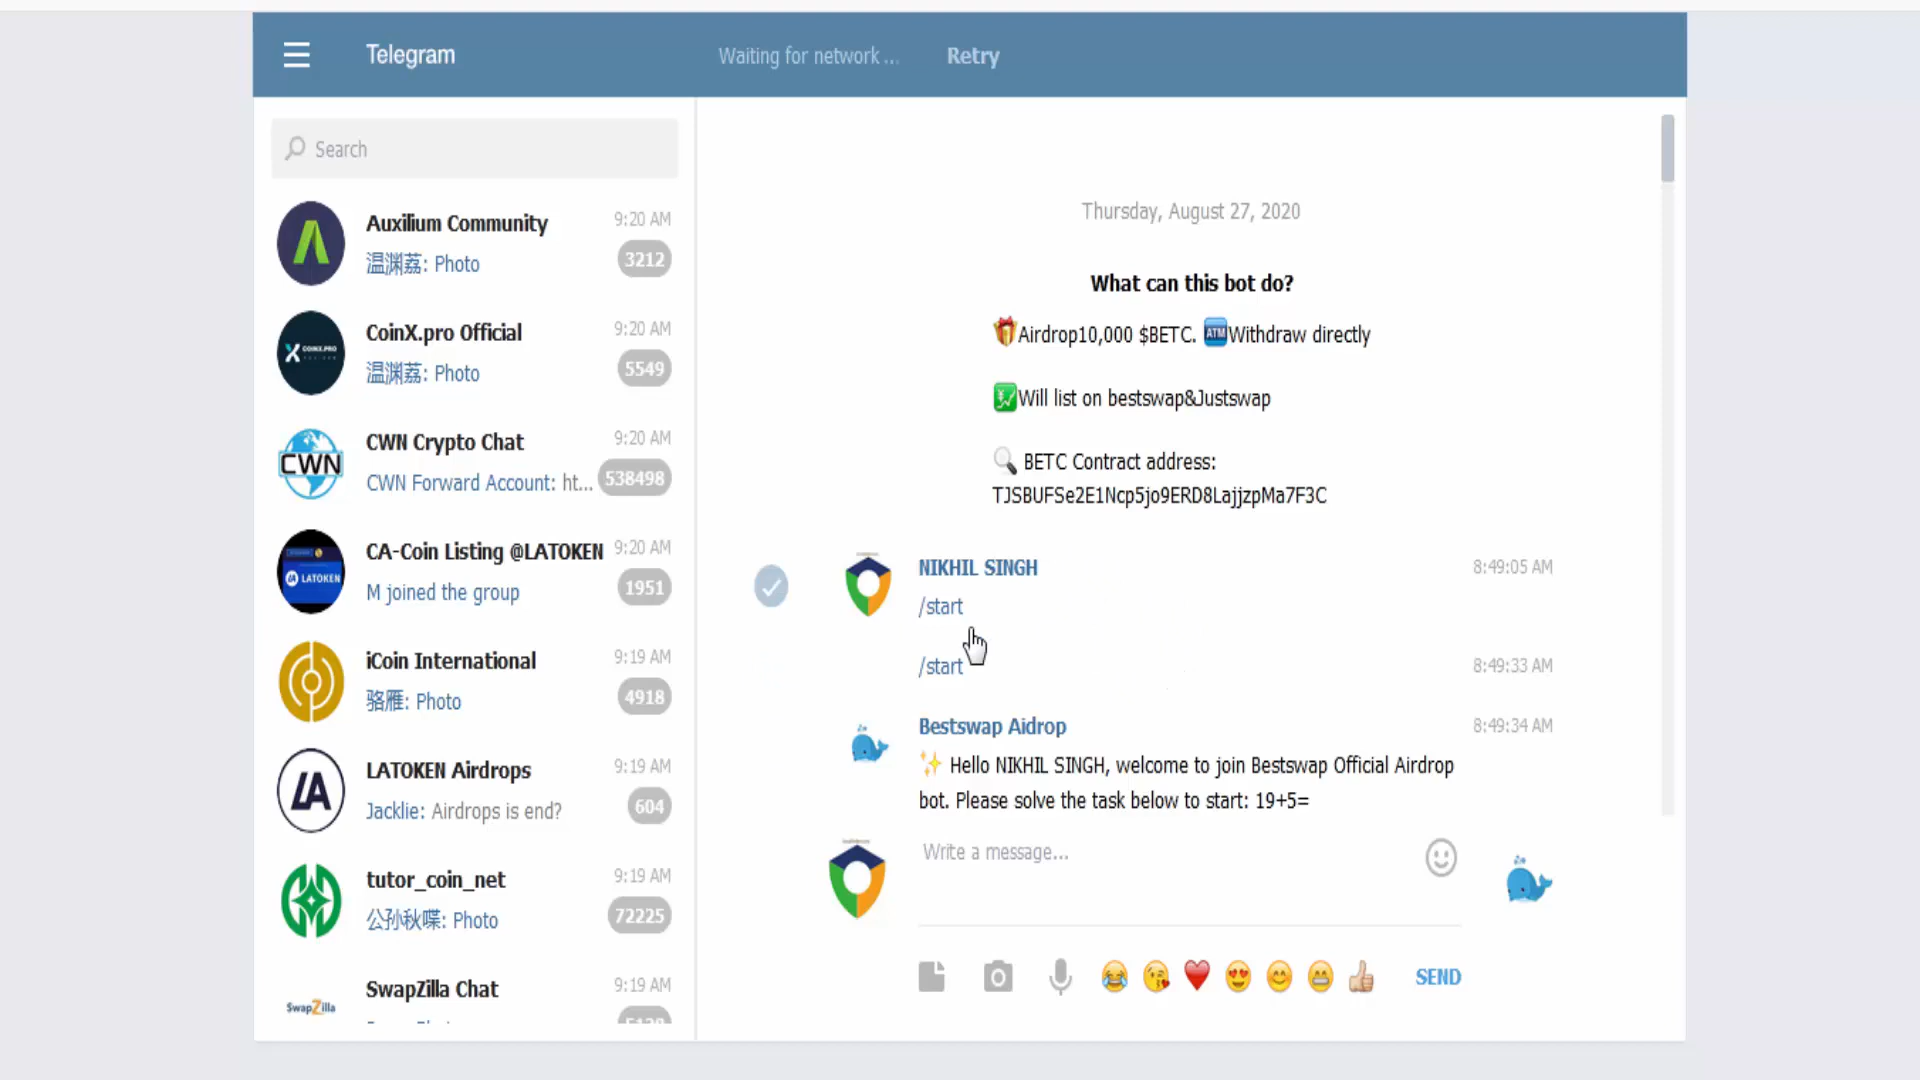 Telegram
Waiting for network ...
Retry
Search
Auxilium Community
9:20 AM
温渊荔: Photo
3212
CoinX.pro Official
9:20 AM
温渊荔: Photo
5549
CWN Crypto Chat
9:20 AM
CWN Forward Account: ht...
538498
CA-Coin Listing @LATOKEN
9:20 AM
M joined the group
1951
iCoin International
9:19 AM
骆雁: Photo
4918
LATOKEN Airdrops
9:19 AM
Jacklie: Airdrops is end?
604
tutor_coin_net
9:19 AM
公孙秋喋: Photo
72225
SwapZilla Chat
9:19 AM
SwapZilla
CWN
LATOKEN
COINX.PRO
Thursday, August 27, 2020
What can this bot do?
🎁Airdrop10,000 $BETC. 🏧Withdraw directly
💹Will list on bestswap&Justswap
🔍 BETC Contract address:
TJSBUFSe2E1Ncp5jo9ERD8LajjzpMa7F3C
NIKHIL SINGH
8:49:05 AM
/start
/start
8:49:33 AM
Bestswap Aidrop
8:49:34 AM
✨ Hello NIKHIL SINGH, welcome to join Bestswap Official Airdrop
bot. Please solve the task below to start: 19+5=
Write a message...
SEND